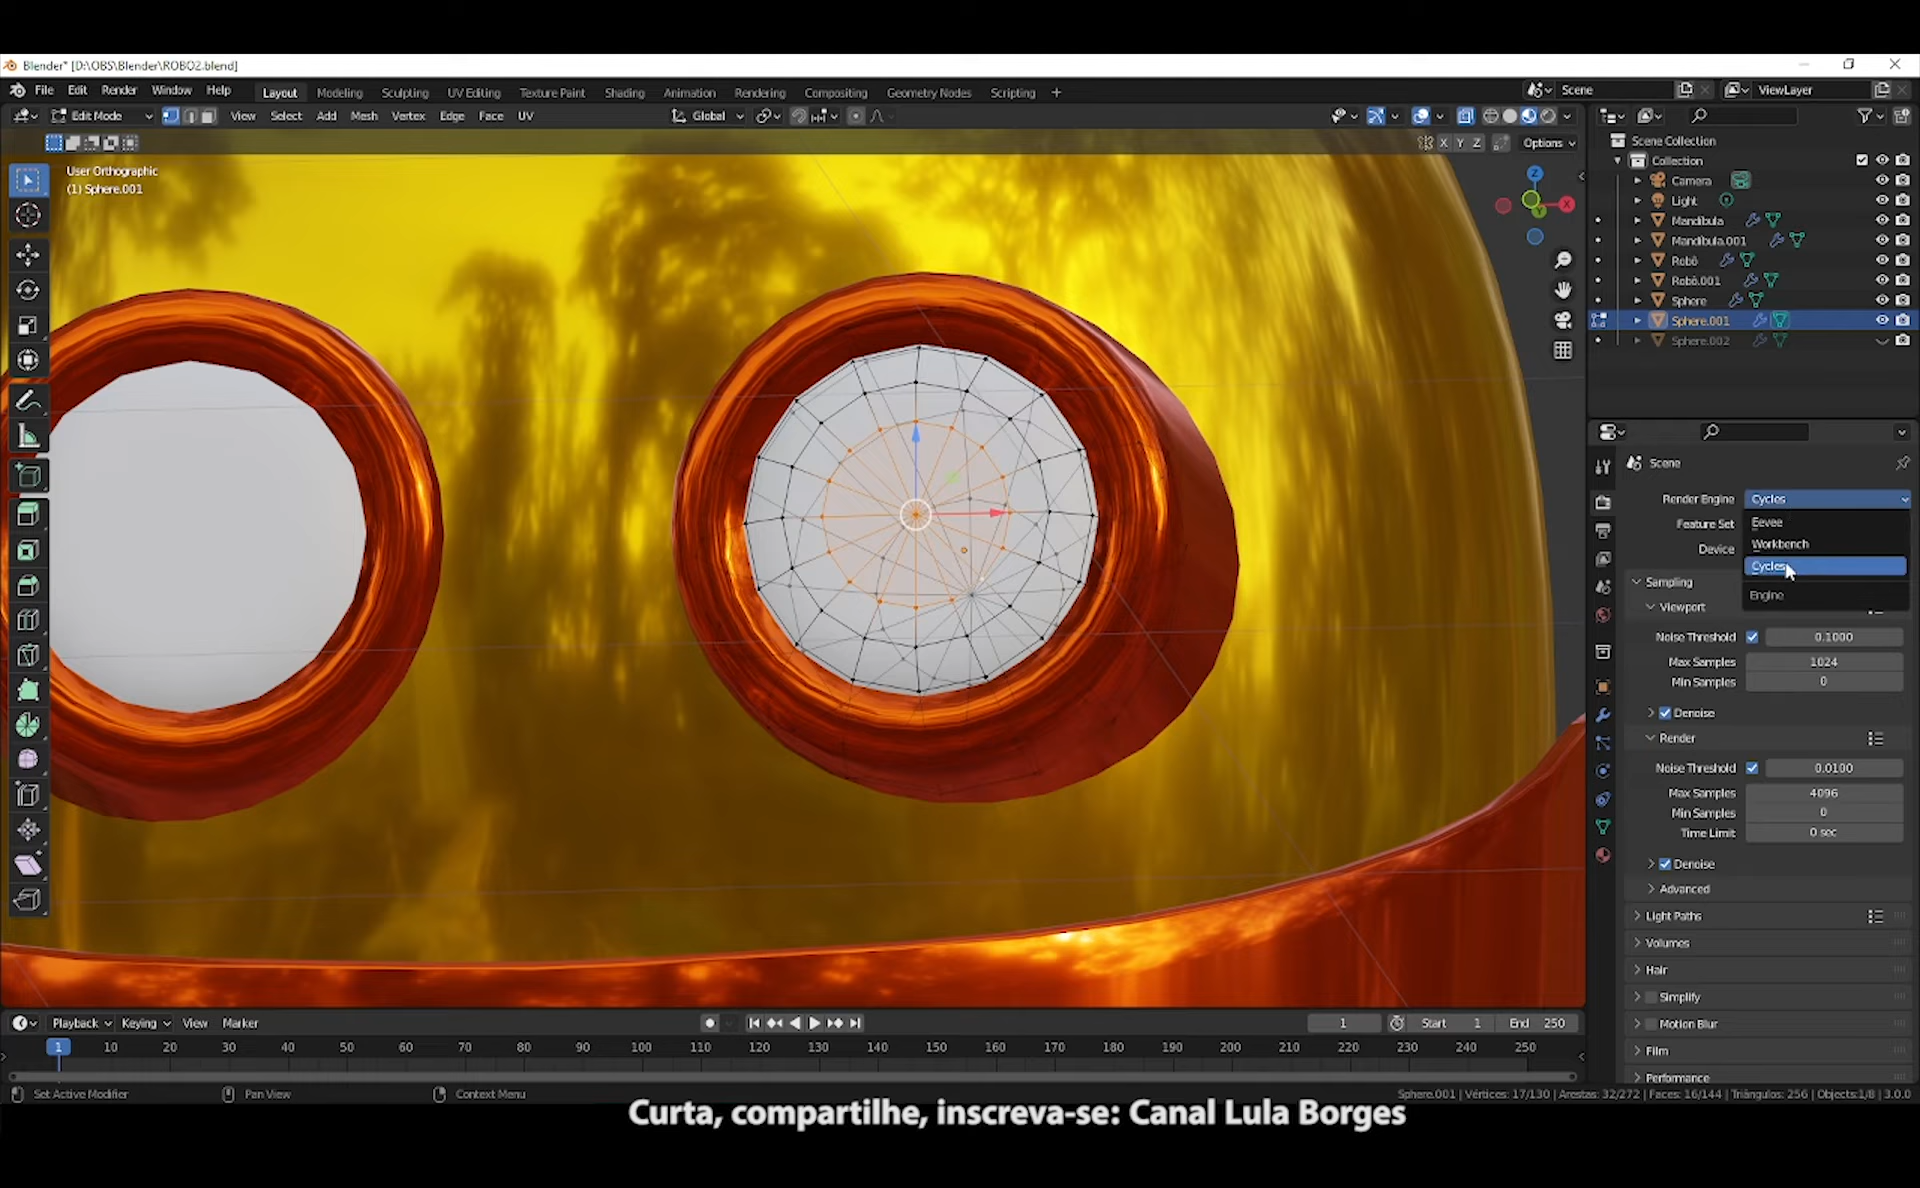 Blender* [D:\OBS\Blender\ROBO2.blend]
File Edit Render Window Help
Layout Modeling Sculpting UV Editing Texture Paint Shading Animation Rendering Compositing Geometry Nodes Scripting +
Scene
ViewLayer
Edit Mode
View Select Add Mesh Vertex Edge Face UV
Global
X Y Z
Options
User Orthographic
(1) Sphere.001
Z
X
Y
Scene Collection
Collection
Camera
Light
Mandíbula
Mandíbula.001
Robô
Robô.001
Sphere
Sphere.001
Sphere.002
Scene
Render Engine Cycles
Feature Set
Device
Eevee
Workbench
Cycles
Engine
Sampling
Viewport
Noise Threshold 0.1000
Max Samples 1024
Min Samples 0
Denoise
Render
Noise Threshold 0.0100
Max Samples 4096
Min Samples 0
Time Limit 0 sec
Denoise
Advanced
Light Paths
Volumes
Hair
Simplify
Motion Blur
Film
Performance
Playback Keying View Marker
1
Start 1
End 250
1 10 20 30 40 50 60 70 80 90 100 110 120 130 140 150 160 170 180 190 200 210 220 230 240 250
Set Active Modifier
Pan View
Context Menu
Sphere.001 | Vértices: 17/130 | Arestas: 32/272 | Faces: 16/144 | Triângulos: 256 | Objects:1/8 | 3.0.0
Curta, compartilhe, inscreva-se: Canal Lula Borges